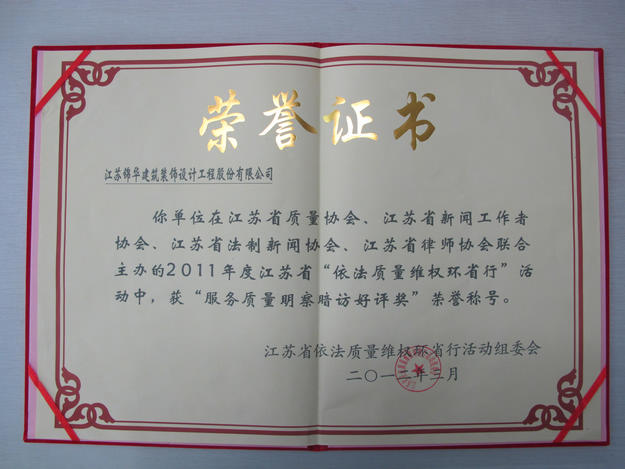 荣誉证书
江苏锦华建筑装饰设计工程股份有限公司
你单位在江苏省质量协会、江苏省新闻工作者
协会、江苏省法制新闻协会、江苏省律师协会联合
主办的2011年度江苏省“依法质量维权环省行”活
动中，获“服务质量明察暗访好评奖”荣誉称号。
江苏省依法质量维权环省行活动组委会
二〇一二年二月